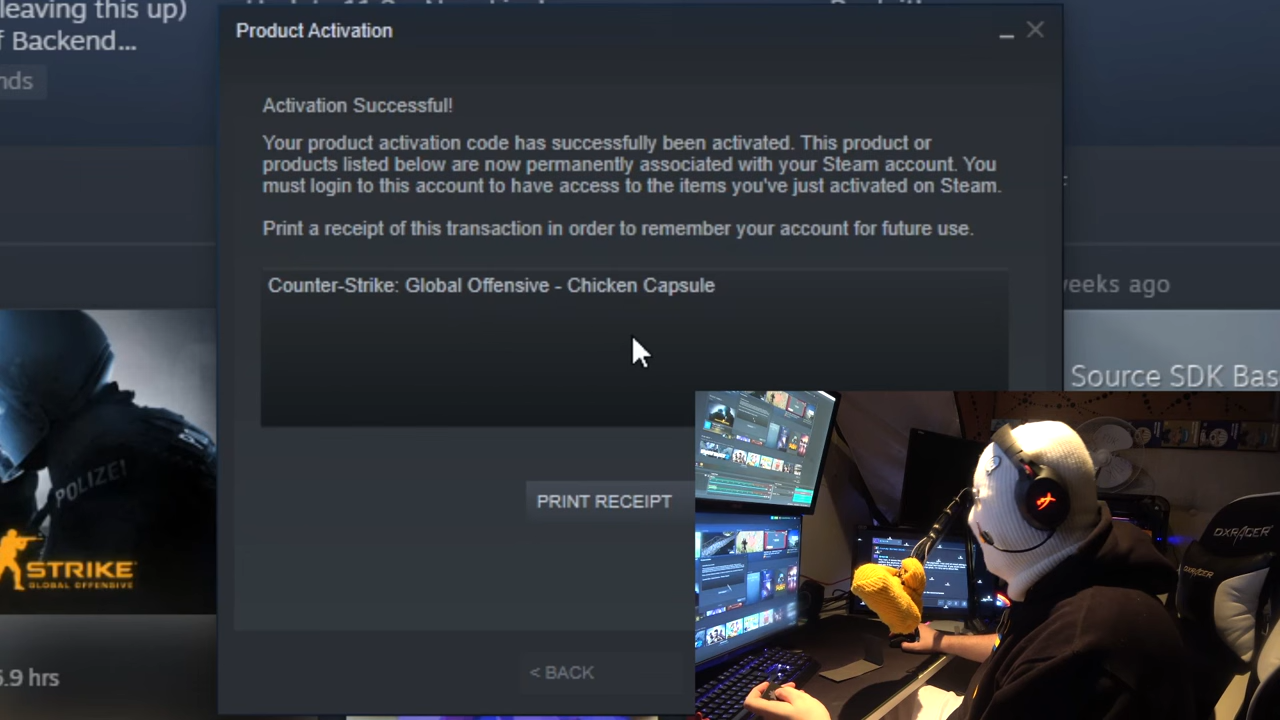 leaving this up)
f Backend...
nds
Product Activation
Activation Successful!
Your product activation code has successfully been activated. This product or
products listed below are now permanently associated with your Steam account. You
must login to this account to have access to the items you've just activated on Steam.
Print a receipt of this transaction in order to remember your account for future use.
Counter-Strike: Global Offensive - Chicken Capsule
weeks ago
Source SDK Bas
POLIZEI
STRIKE
GLOBAL OFFENSIVE
PRINT RECEIPT
DXRACER
DXRACER
6.9 hrs
< BACK